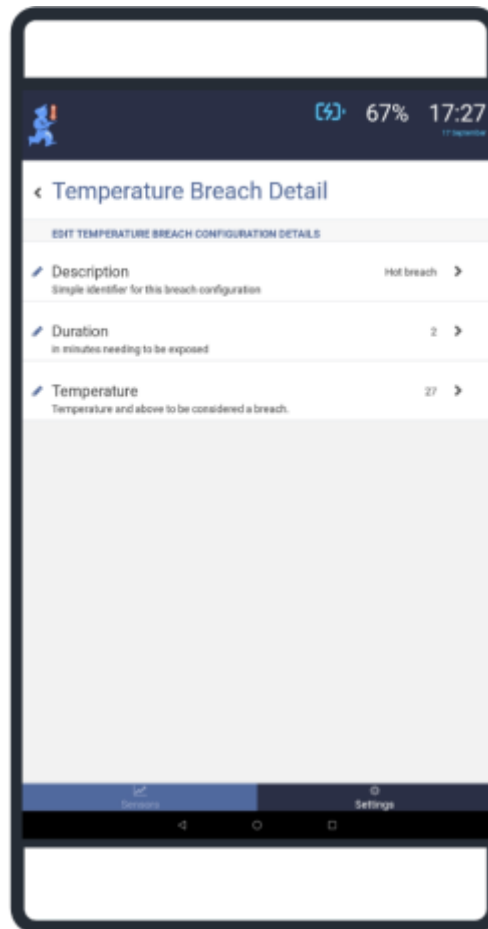 67% 17:27
17 September
Temperature Breach Detail
EDIT TEMPERATURE BREACH CONFIGURATION DETAILS
Description Hot breach
Simple identifier for this breach configuration
Duration 2
in minutes needing to be exposed
Temperature 27
Temperature and above to be considered a breach.
Sensors Settings